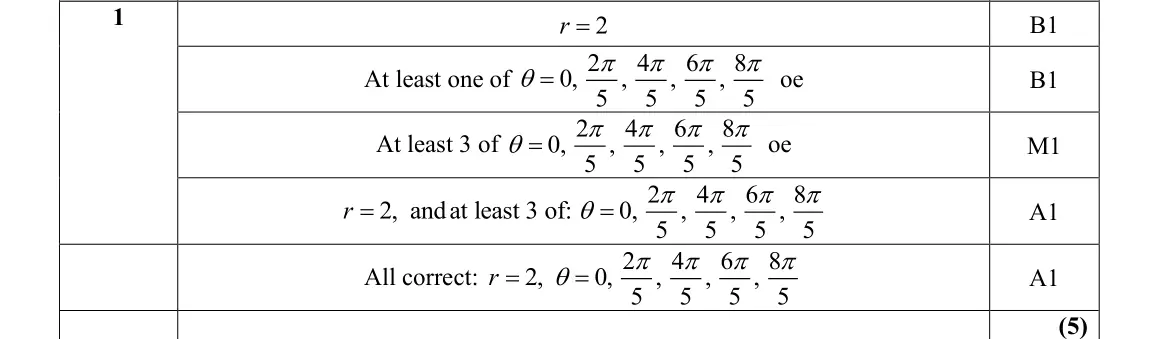 1 r = 2 B1
At least one of θ = 0, 2π/5, 4π/5, 6π/5, 8π/5 oe B1
At least 3 of θ = 0, 2π/5, 4π/5, 6π/5, 8π/5 oe M1
r = 2, and at least 3 of: θ = 0, 2π/5, 4π/5, 6π/5, 8π/5 A1
All correct: r = 2, θ = 0, 2π/5, 4π/5, 6π/5, 8π/5 A1
(5)